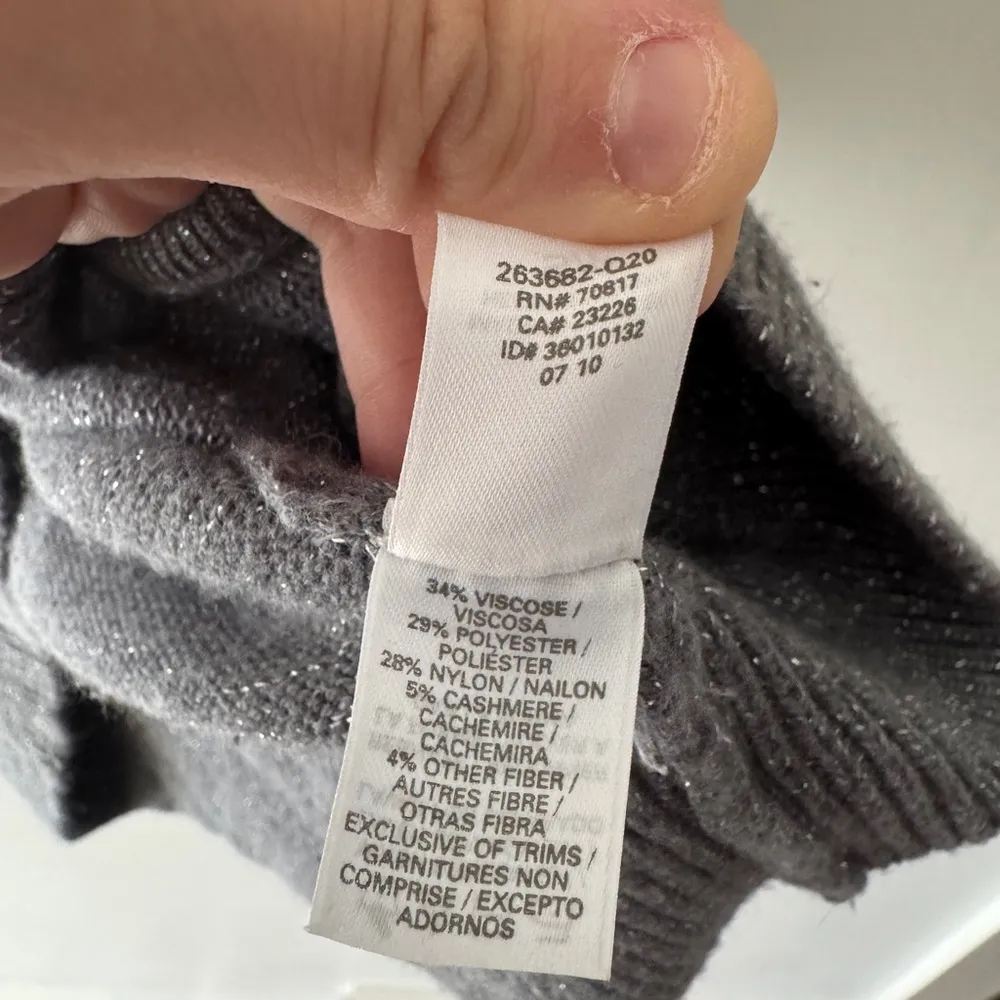 263682-Q20
RN# 70817
CA# 23226
ID# 36010132
07 10
34% VISCOSE /
VISCOSA
29% POLYESTER /
POLIÉSTER
28% NYLON / NAILON
5% CASHMERE /
CACHEMIRE /
CACHEMIRA
4% OTHER FIBER /
AUTRES FIBRE /
OTRAS FIBRA
EXCLUSIVE OF TRIMS /
GARNITURES NON
COMPRISE / EXCEPTO
ADORNOS